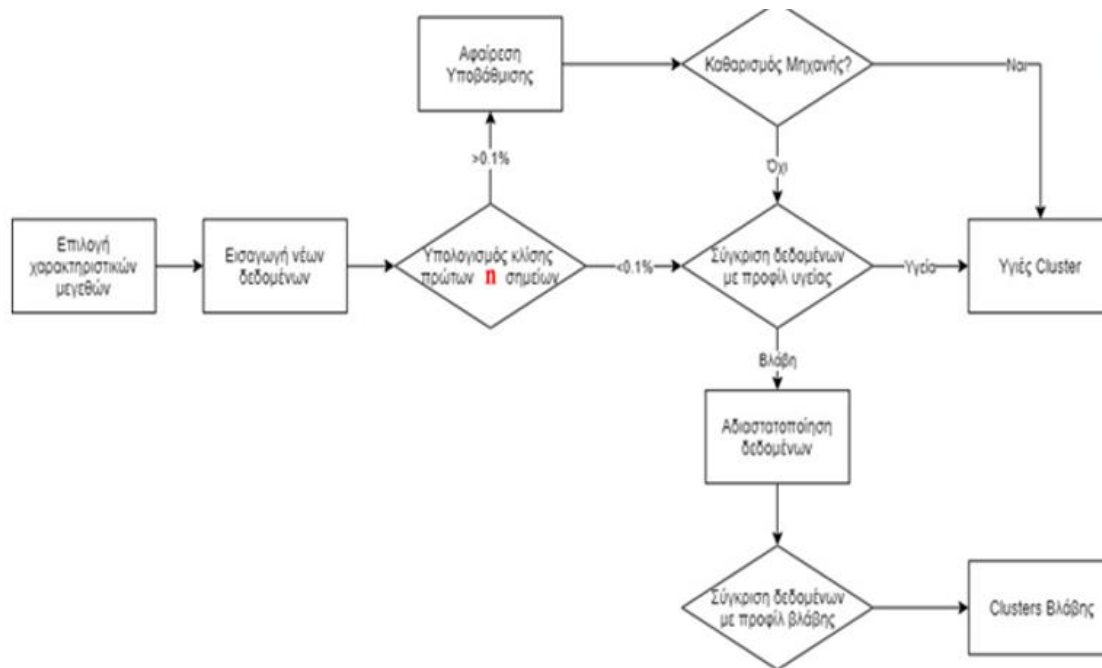 Αφαίρεση
Υποβάθμισης
Καθαρισμός Μηχανής?
Ναι
>0.1%
Όχι
Επιλογή
χαρακτηριστικών
μεγεθών
Εισαγωγή νέων
δεδομένων
Υπολογισμός κλίσης
πρώτων n σημείων
<0.1%
Σύγκριση δεδομένων
με προφίλ υγείας
Υγεία
Υγιές Cluster
Βλάβη
Αδιαστατοποίηση
δεδομένων
Σύγκριση δεδομένων
με προφίλ βλάβης
Clusters Βλάβης